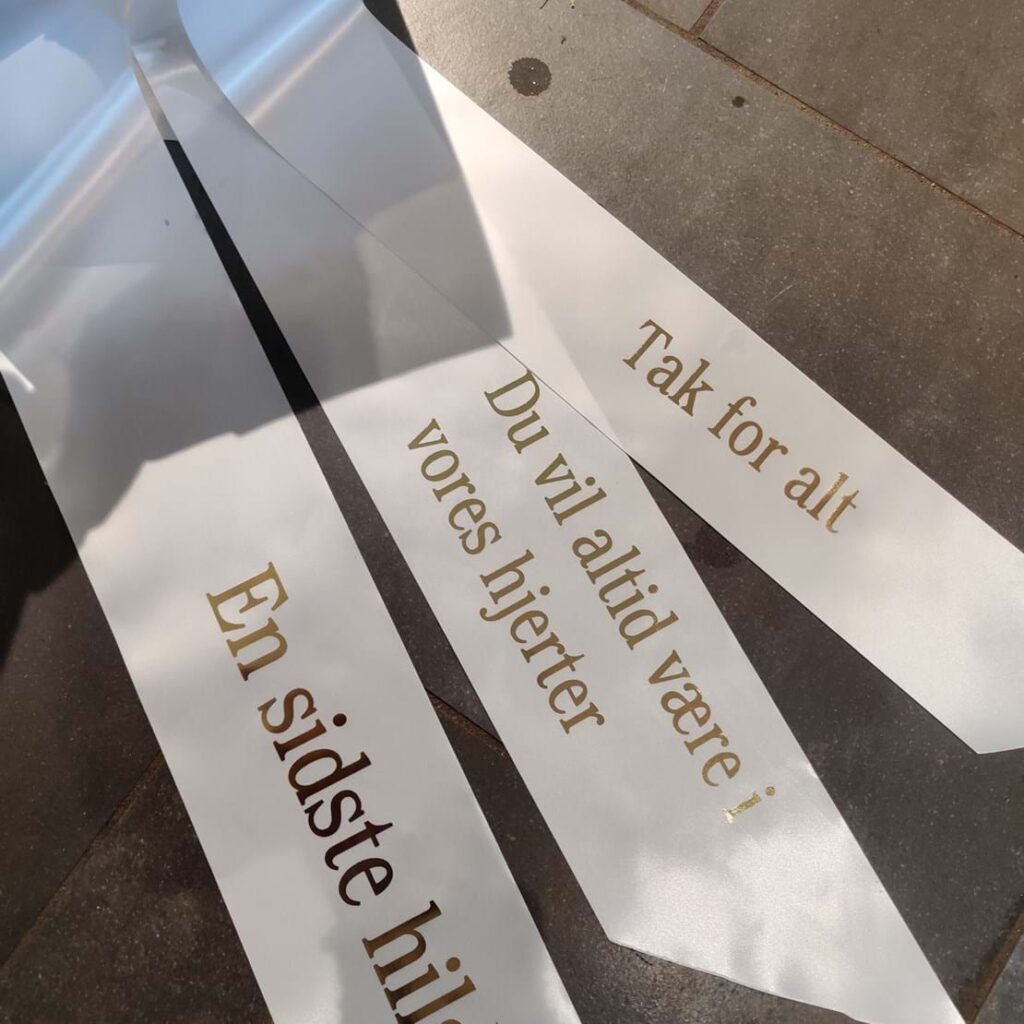 Tak for alt
Du vil altid være i
vores hjerter
En sidste